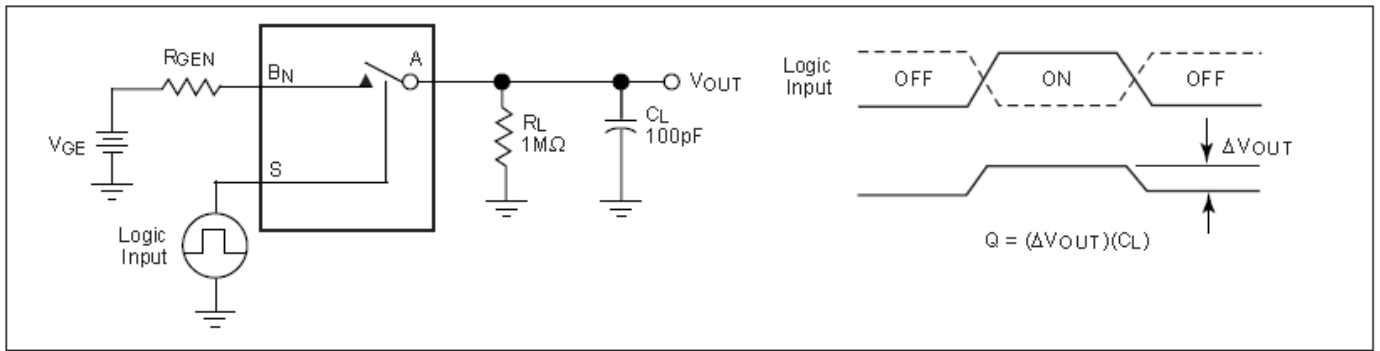 RGEN
BN
A
VOUT
VGE
RL
1MΩ
CL
100pF
S
Logic
Input
Logic
Input
OFF
ON
OFF
ΔVOUT
Q = (ΔVOUT)(CL)